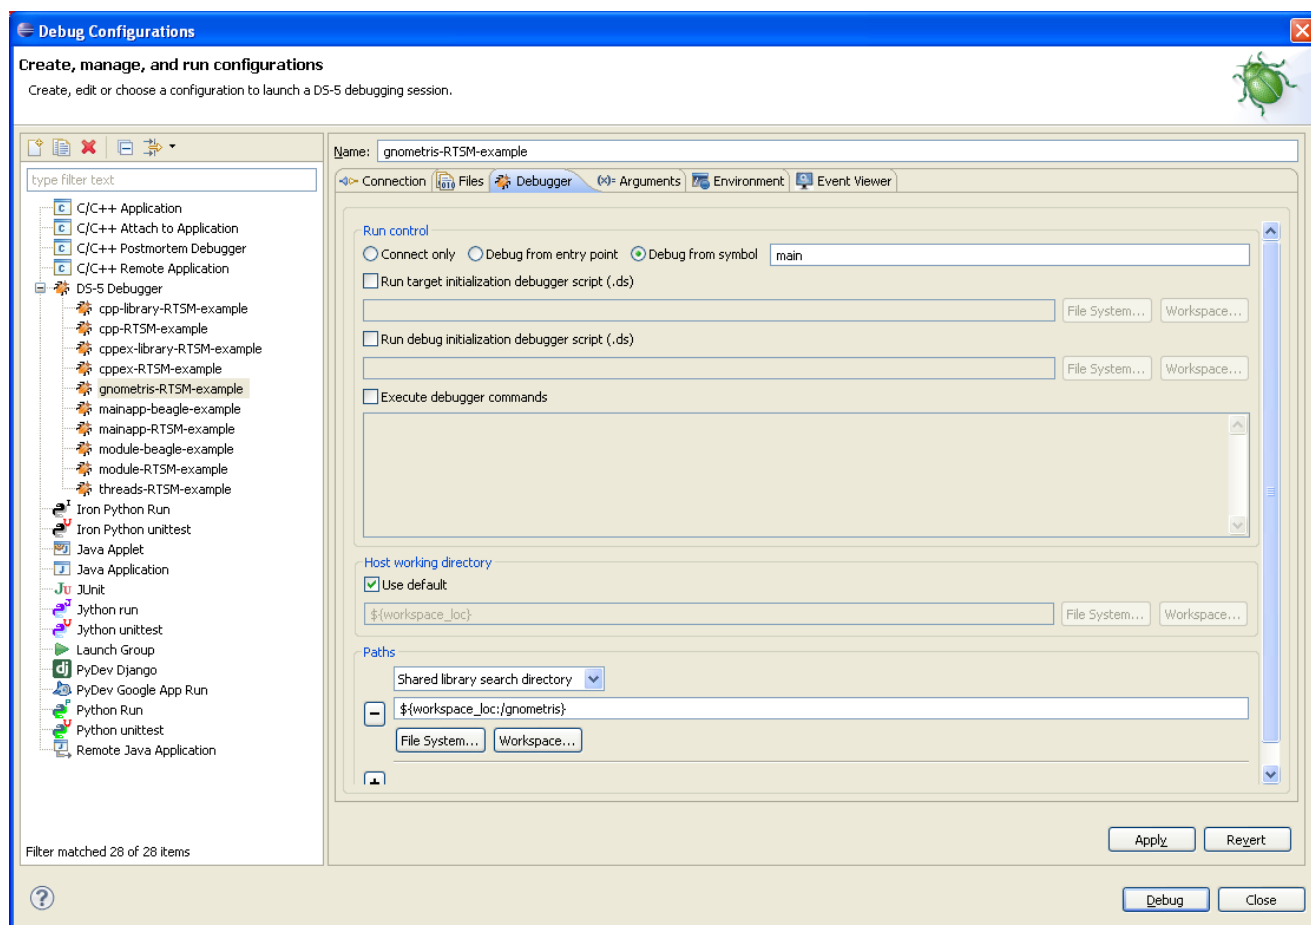 Debug Configurations
Create, manage, and run configurations
Create, edit or choose a configuration to launch a DS-5 debugging session.
type filter text
C/C++ Application
C/C++ Attach to Application
C/C++ Postmortem Debugger
C/C++ Remote Application
DS-5 Debugger
cpp-library-RTSM-example
cpp-RTSM-example
cppex-library-RTSM-example
cppex-RTSM-example
gnometris-RTSM-example
mainapp-beagle-example
mainapp-RTSM-example
module-beagle-example
module-RTSM-example
threads-RTSM-example
Iron Python Run
Iron Python unittest
Java Applet
Java Application
JUnit
Jython run
Jython unittest
Launch Group
PyDev Django
PyDev Google App Run
Python Run
Python unittest
Remote Java Application
Filter matched 28 of 28 items
Name: gnometris-RTSM-example
Connection Files Debugger (x)= Arguments Environment Event Viewer
Run control
Connect only Debug from entry point Debug from symbol main
Run target initialization debugger script (.ds)
File System... Workspace...
Run debug initialization debugger script (.ds)
File System... Workspace...
Execute debugger commands
Host working directory
Use default
${workspace_loc} File System... Workspace...
Paths
Shared library search directory
${workspace_loc:/gnometris}
File System... Workspace...
Apply Revert
Debug Close